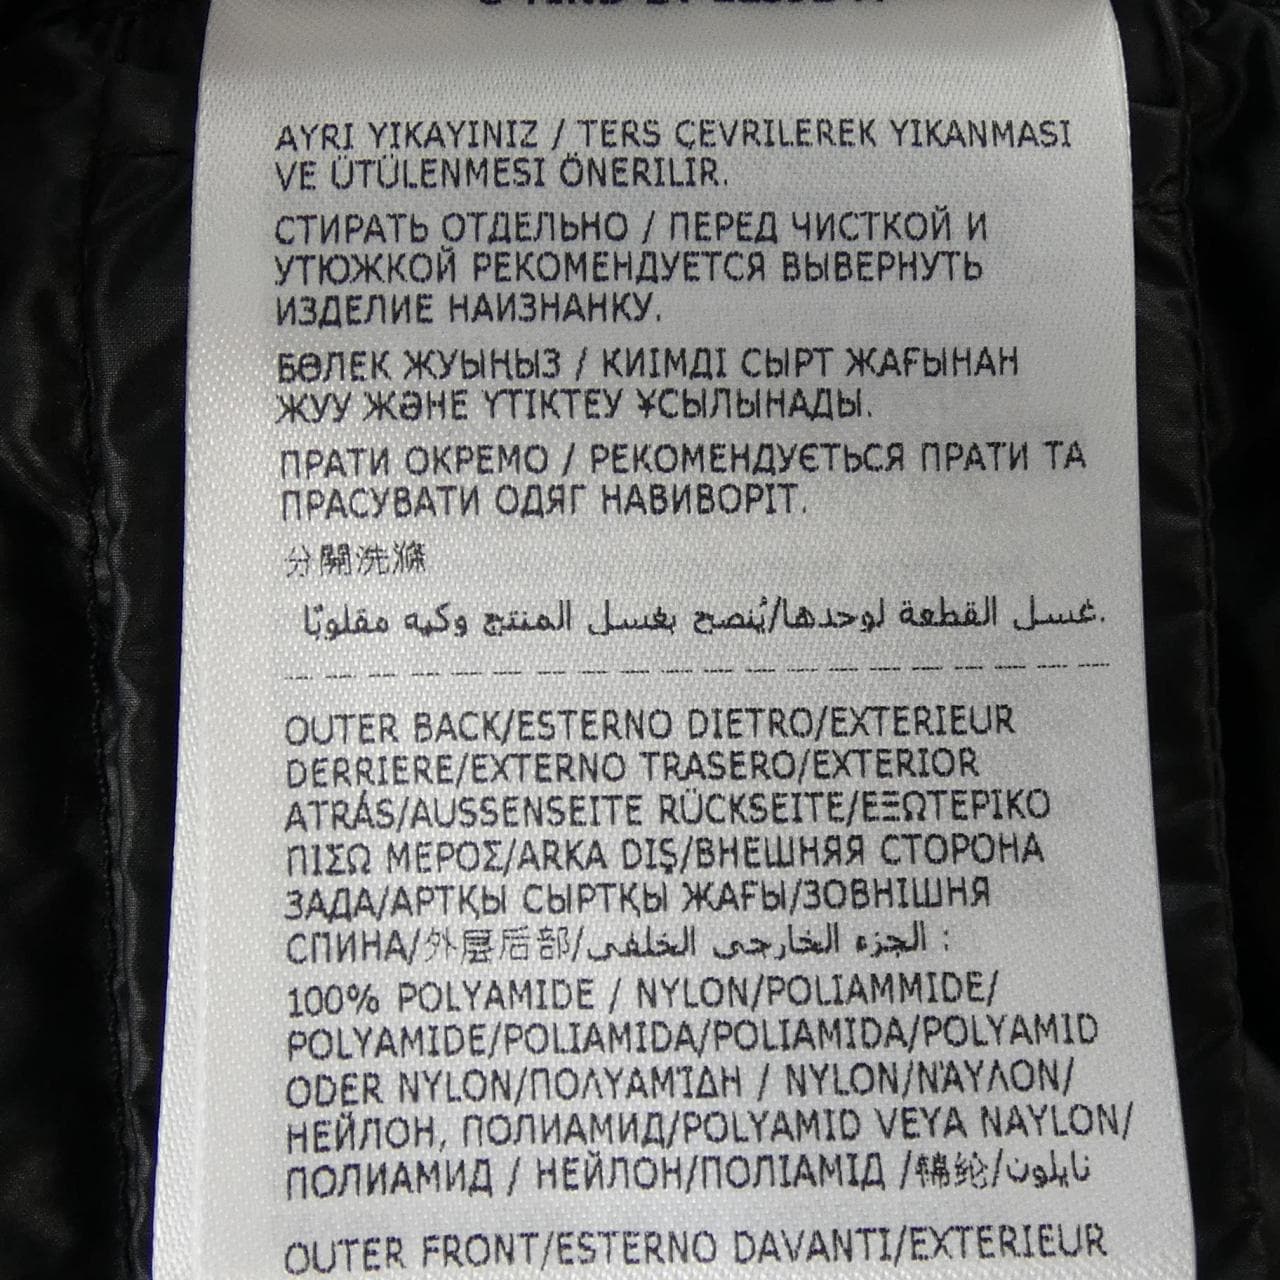 AYRI YIKAYINIZ / TERS ÇEVRILEREK YIKANMASI
VE ÜTÜLENMESI ÖNERILIR.
СТИРАТЬ ОТДЕЛЬНО / ПЕРЕД ЧИСТКОЙ И
УТЮЖКОЙ РЕКОМЕНДУЕТСЯ ВЫВЕРНУТЬ
ИЗДЕЛИЕ НАИЗНАНКУ.
БӨЛЕК ЖУЫҢЫЗ / КИІМДІ СЫРТ ЖАҒЫНАН
ЖУУ ЖӘНЕ ҮТІКТЕУ ҰСЫЛЫНАДЫ.
ПРАТИ ОКРЕМО / РЕКОМЕНДУЄТЬСЯ ПРАТИ ТА
ПРАСУВАТИ ОДЯГ НАВИВОРІТ.
分開洗滌
غسل القطعة لوحدها/يُنصح بغسل المنتج وكيه مقلوبًا.
OUTER BACK/ESTERNO DIETRO/EXTERIEUR
DERRIERE/EXTERNO TRASERO/EXTERIOR
ATRÁS/AUSSENSEITE RÜCKSEITE/ΕΞΩΤΕΡΙΚΟ
ΠΙΣΩ ΜΕΡΟΣ/ARKA DIŞ/ВНЕШНЯЯ СТОРОНА
ЗАДА/АРТҚЫ СЫРТҚЫ ЖАҒЫ/ЗОВНІШНЯ
СПИНА/外层后部/الجزء الخارجي الخلفي :
100% POLYAMIDE / NYLON/POLIAMMIDE/
POLYAMIDE/POLIAMIDA/POLIAMIDA/POLYAMID
ODER NYLON/ΠΟΛΥΑΜΊΔΗ / NYLON/ΝΆΥΛΟΝ/
НЕЙЛОН, ПОЛИАМИД/POLYAMID VEYA NAYLON/
ПОЛИАМИД / НЕЙЛОН/ПОЛІАМІД /锦纶/نايلون
OUTER FRONT/ESTERNO DAVANTI/EXTERIEUR